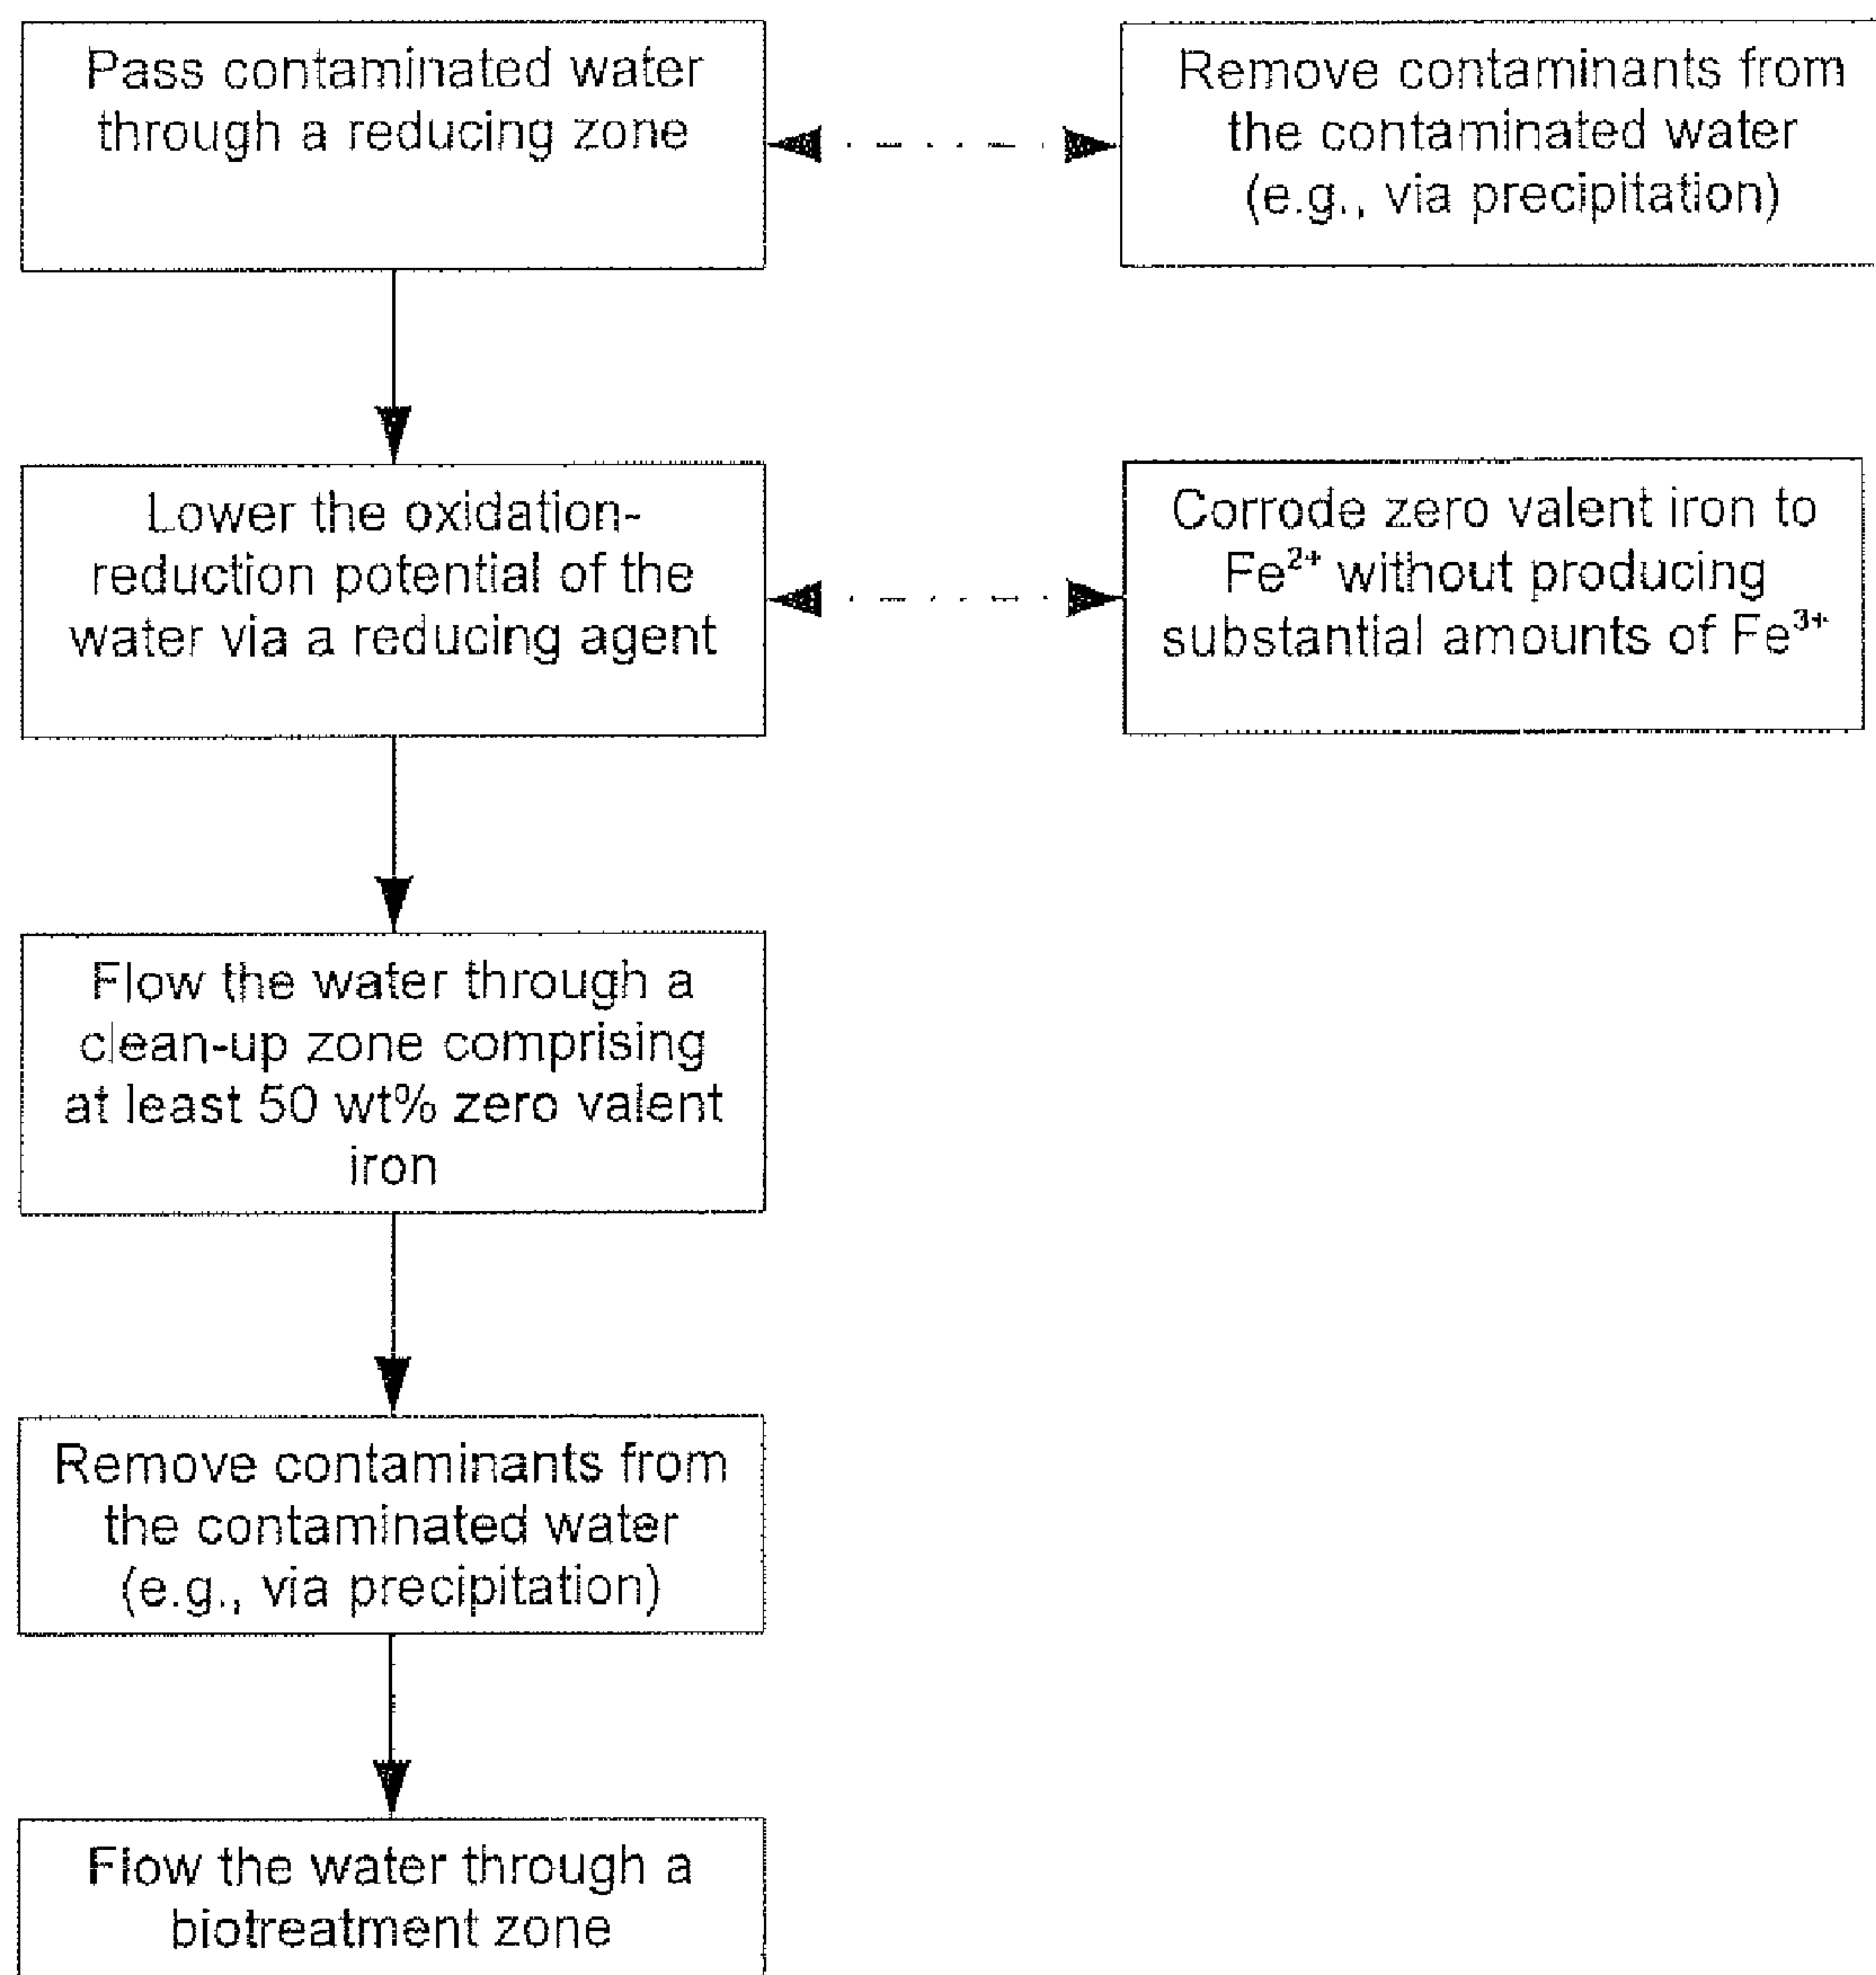 Pass contaminated water
through a reducing zone
Remove contaminants from
the contaminated water
(e.g., via precipitation)
Lower the oxidation-
reduction potential of the
water via a reducing agent
Corrode zero valent iron to
Fe²⁺ without producing
substantial amounts of Fe³⁺
Flow the water through a
clean-up zone comprising
at least 50 wt% zero valent
iron
Remove contaminants from
the contaminated water
(e.g., via precipitation)
Flow the water through a
biotreatment zone